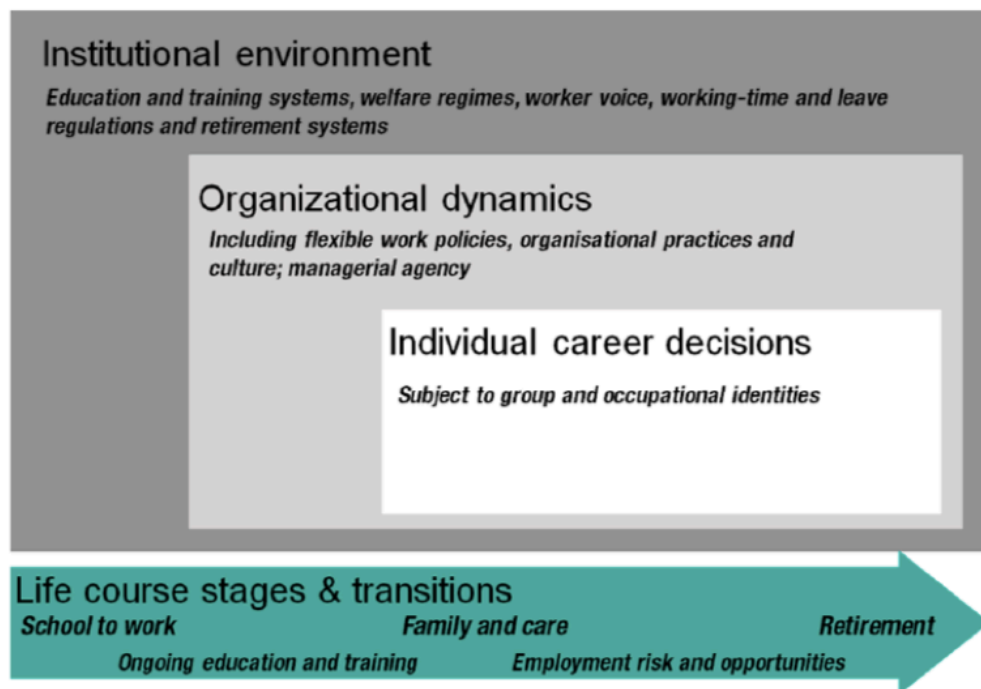 Institutional environment
Education and training systems, welfare regimes, worker voice, working-time and leave
regulations and retirement systems
Organizational dynamics
Including flexible work policies, organisational practices and
culture; managerial agency
Individual career decisions
Subject to group and occupational identities
Life course stages & transitions
School to work Family and care Retirement
Ongoing education and training Employment risk and opportunities